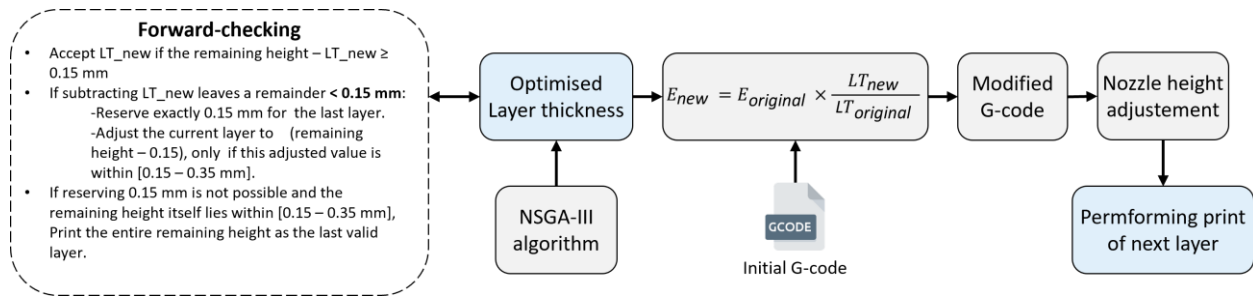 Forward-checking
• Accept LT_new if the remaining height – LT_new ≥
0.15 mm
• If subtracting LT_new leaves a remainder < 0.15 mm:
-Reserve exactly 0.15 mm for the last layer.
-Adjust the current layer to (remaining
height – 0.15), only if this adjusted value is
within [0.15 – 0.35 mm].
• If reserving 0.15 mm is not possible and the
remaining height itself lies within [0.15 – 0.35 mm],
Print the entire remaining height as the last valid
layer.
Optimised
Layer thickness
NSGA-III
algorithm
E_new = E_original × LT_new / LT_original
GCODE
Initial G-code
Modified
G-code
Nozzle height
adjustement
Permforming print
of next layer